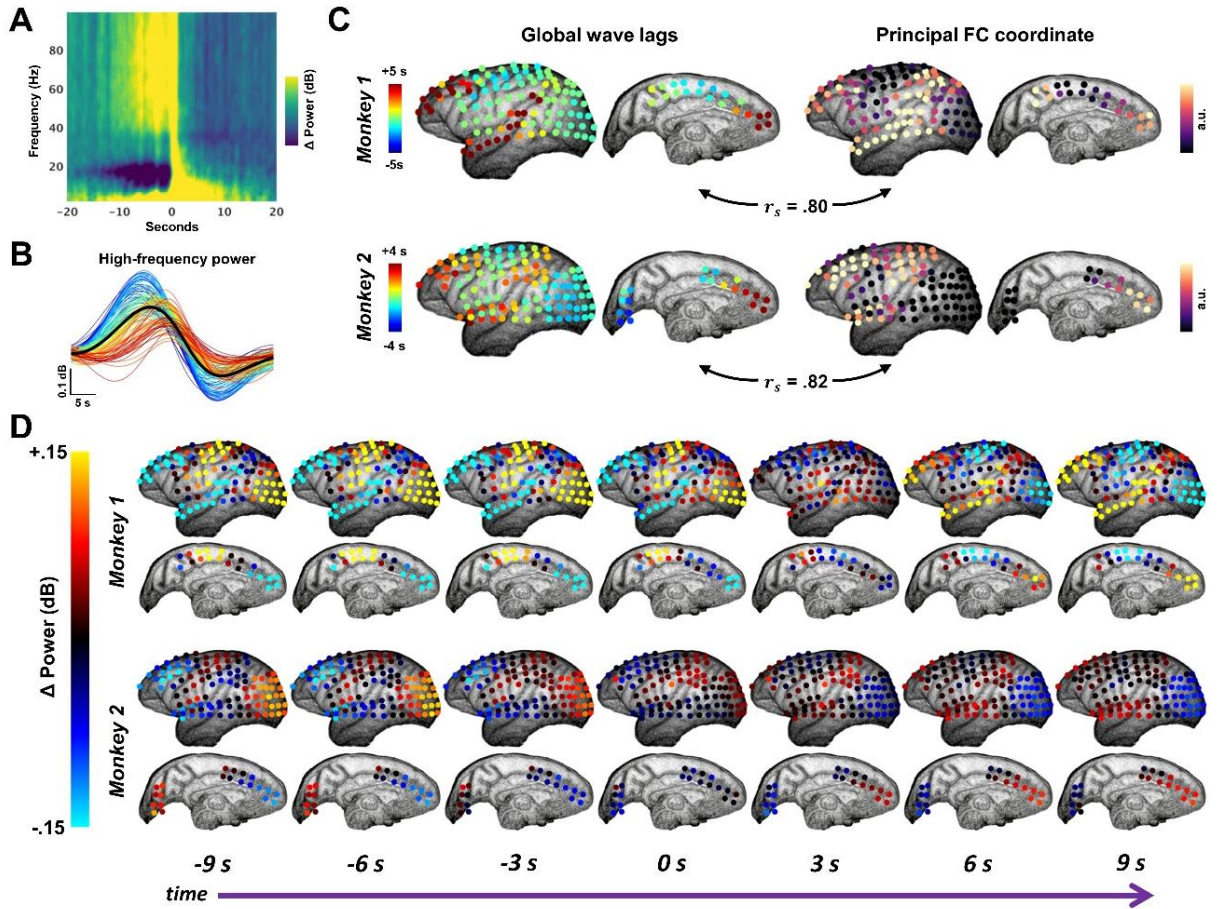 A
Frequency (Hz)
80
60
40
20
-20
-10
0
10
20
Seconds
Δ Power (dB)
B
High-frequency power
0.1 dB
5 s
C
Global wave lags
Principal FC coordinate
Monkey 1
+5 s
-5s
a.u.
r_s = .80
Monkey 2
+4 s
-4 s
a.u.
r_s = .82
D
Δ Power (dB)
+.15
-.15
Monkey 1
Monkey 2
-9 s
-6 s
-3 s
0 s
3 s
6 s
9 s
time